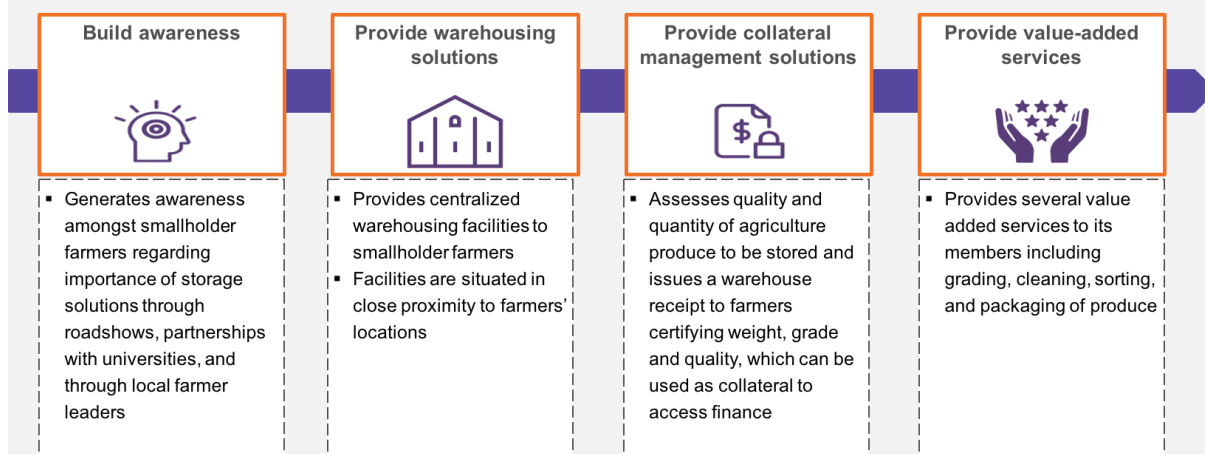 Build awareness
Provide warehousing
solutions
Provide collateral
management solutions
Provide value-added
services
▪ Generates awareness
amongst smallholder
farmers regarding
importance of storage
solutions through
roadshows, partnerships
with universities, and
through local farmer
leaders
▪ Provides centralized
warehousing facilities to
smallholder farmers
▪ Facilities are situated in
close proximity to farmers’
locations
▪ Assesses quality and
quantity of agriculture
produce to be stored and
issues a warehouse
receipt to farmers
certifying weight, grade
and quality, which can be
used as collateral to
access finance
▪ Provides several value
added services to its
members including
grading, cleaning, sorting,
and packaging of produce
$